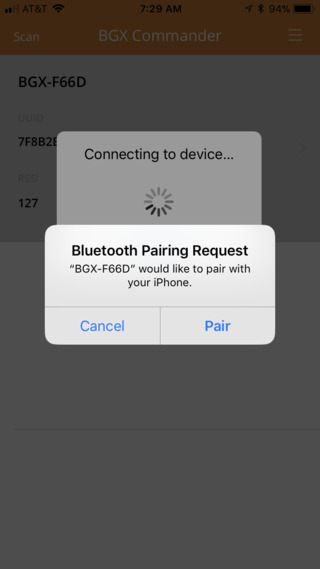 AT&T 7:29 AM 94%
Scan BGX Commander
BGX-F66D
UUID
7F8B2E
Connecting to device...
RSSI
127
Bluetooth Pairing Request
“BGX-F66D” would like to pair with
your iPhone.
Cancel Pair